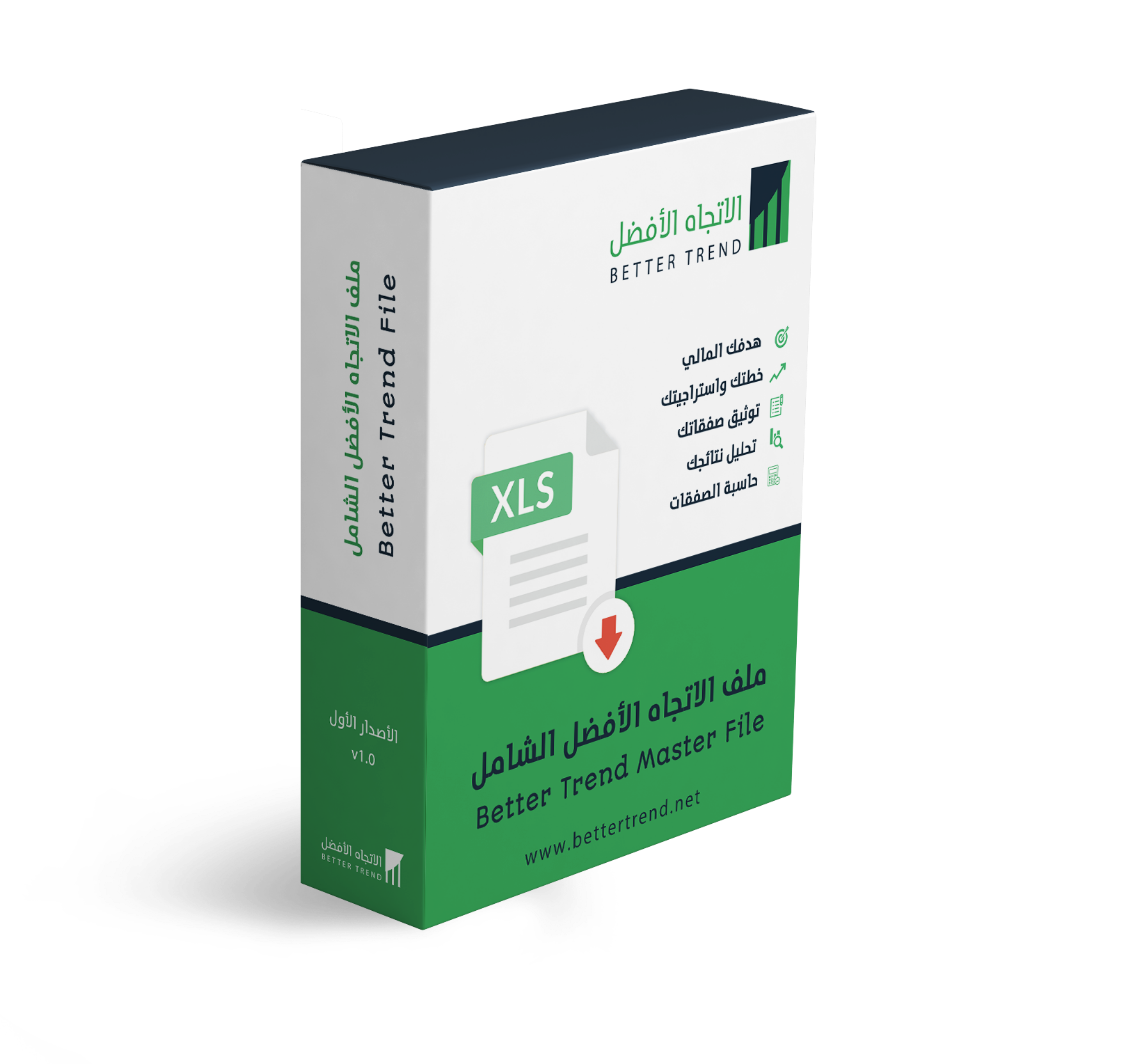 الاتجاه الأفضل
BETTER TREND
هدفك المالي
خطتك واستراجيتك
توثيق صفقاتك
تحليل نتائجك
حاسبة الصفقات
XLS
ملف الاتجاه الأفضل الشامل
Better Trend Master File
www.bettertrend.net
ملف الاتجاه الأفضل الشامل
Better Trend File
الأصدار الأول
v1.0
الاتجاه الأفضل
BETTER TREND